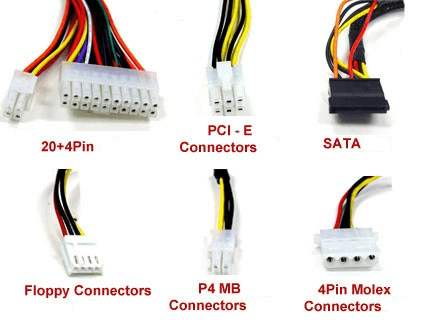 20+4Pin
PCI - E
Connectors
SATA
Floppy Connectors
P4 MB
Connectors
4Pin Molex
Connectors